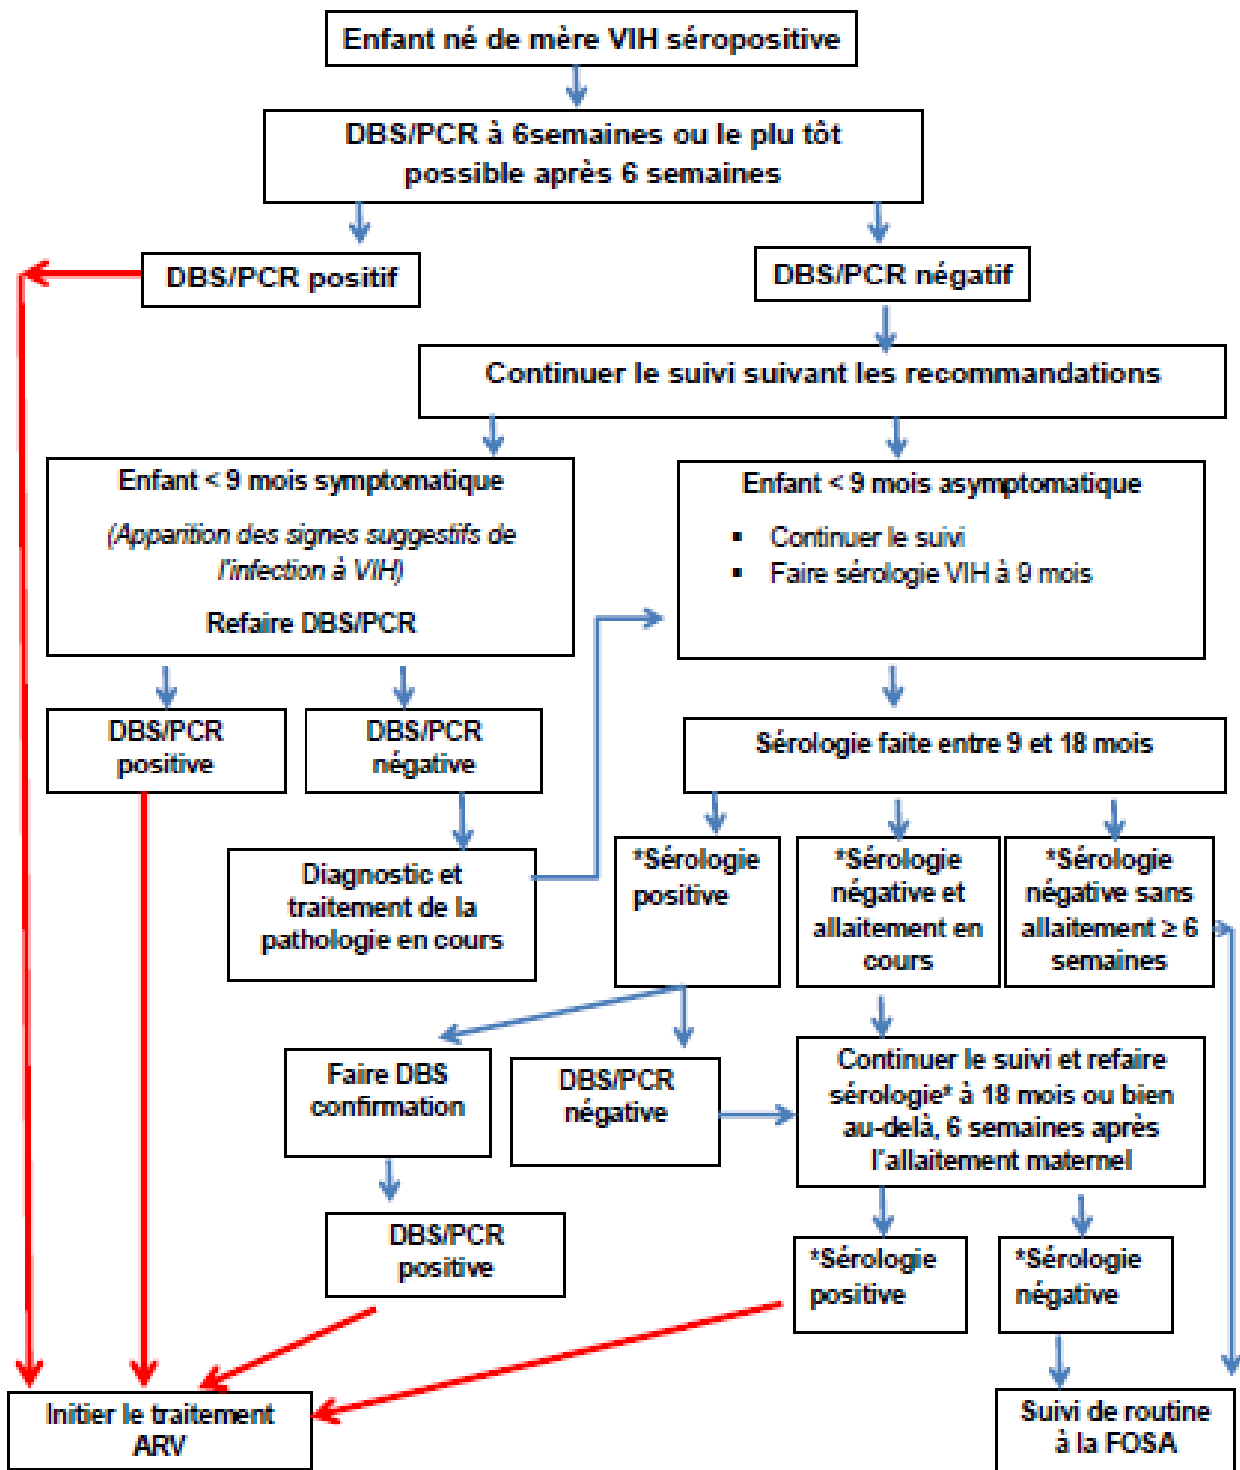 Enfant né de mère VIH séropositive
DBS/PCR à 6semaines ou le plu tôt
possible après 6 semaines
DBS/PCR positif
DBS/PCR négatif
Continuer le suivi suivant les recommandations
Enfant < 9 mois symptomatique
(Apparition des signes suggestifs de
l'infection à VIH)
Refaire DBS/PCR
Enfant < 9 mois asymptomatique
▪ Continuer le suivi
▪ Faire sérologie VIH à 9 mois
DBS/PCR
positive
DBS/PCR
négative
Sérologie faite entre 9 et 18 mois
Diagnostic et
traitement de la
pathologie en cours
*Sérologie
positive
*Sérologie
négative et
allaitement en
cours
*Sérologie
négative sans
allaitement ≥ 6
semaines
Faire DBS
confirmation
DBS/PCR
négative
Continuer le suivi et refaire
sérologie* à 18 mois ou bien
au-delà, 6 semaines après
l'allaitement maternel
DBS/PCR
positive
*Sérologie
positive
*Sérologie
négative
Initier le traitement
ARV
Suivi de routine
à la FOSA